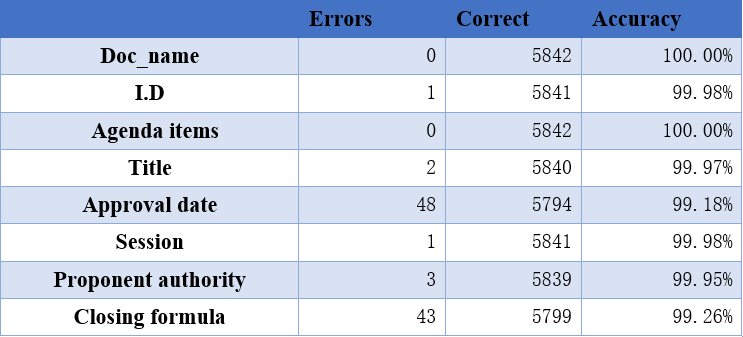 Errors Correct Accuracy
Doc_name 0 5842 100.00%
I.D 1 5841 99.98%
Agenda items 0 5842 100.00%
Title 2 5840 99.97%
Approval date 48 5794 99.18%
Session 1 5841 99.98%
Proponent authority 3 5839 99.95%
Closing formula 43 5799 99.26%